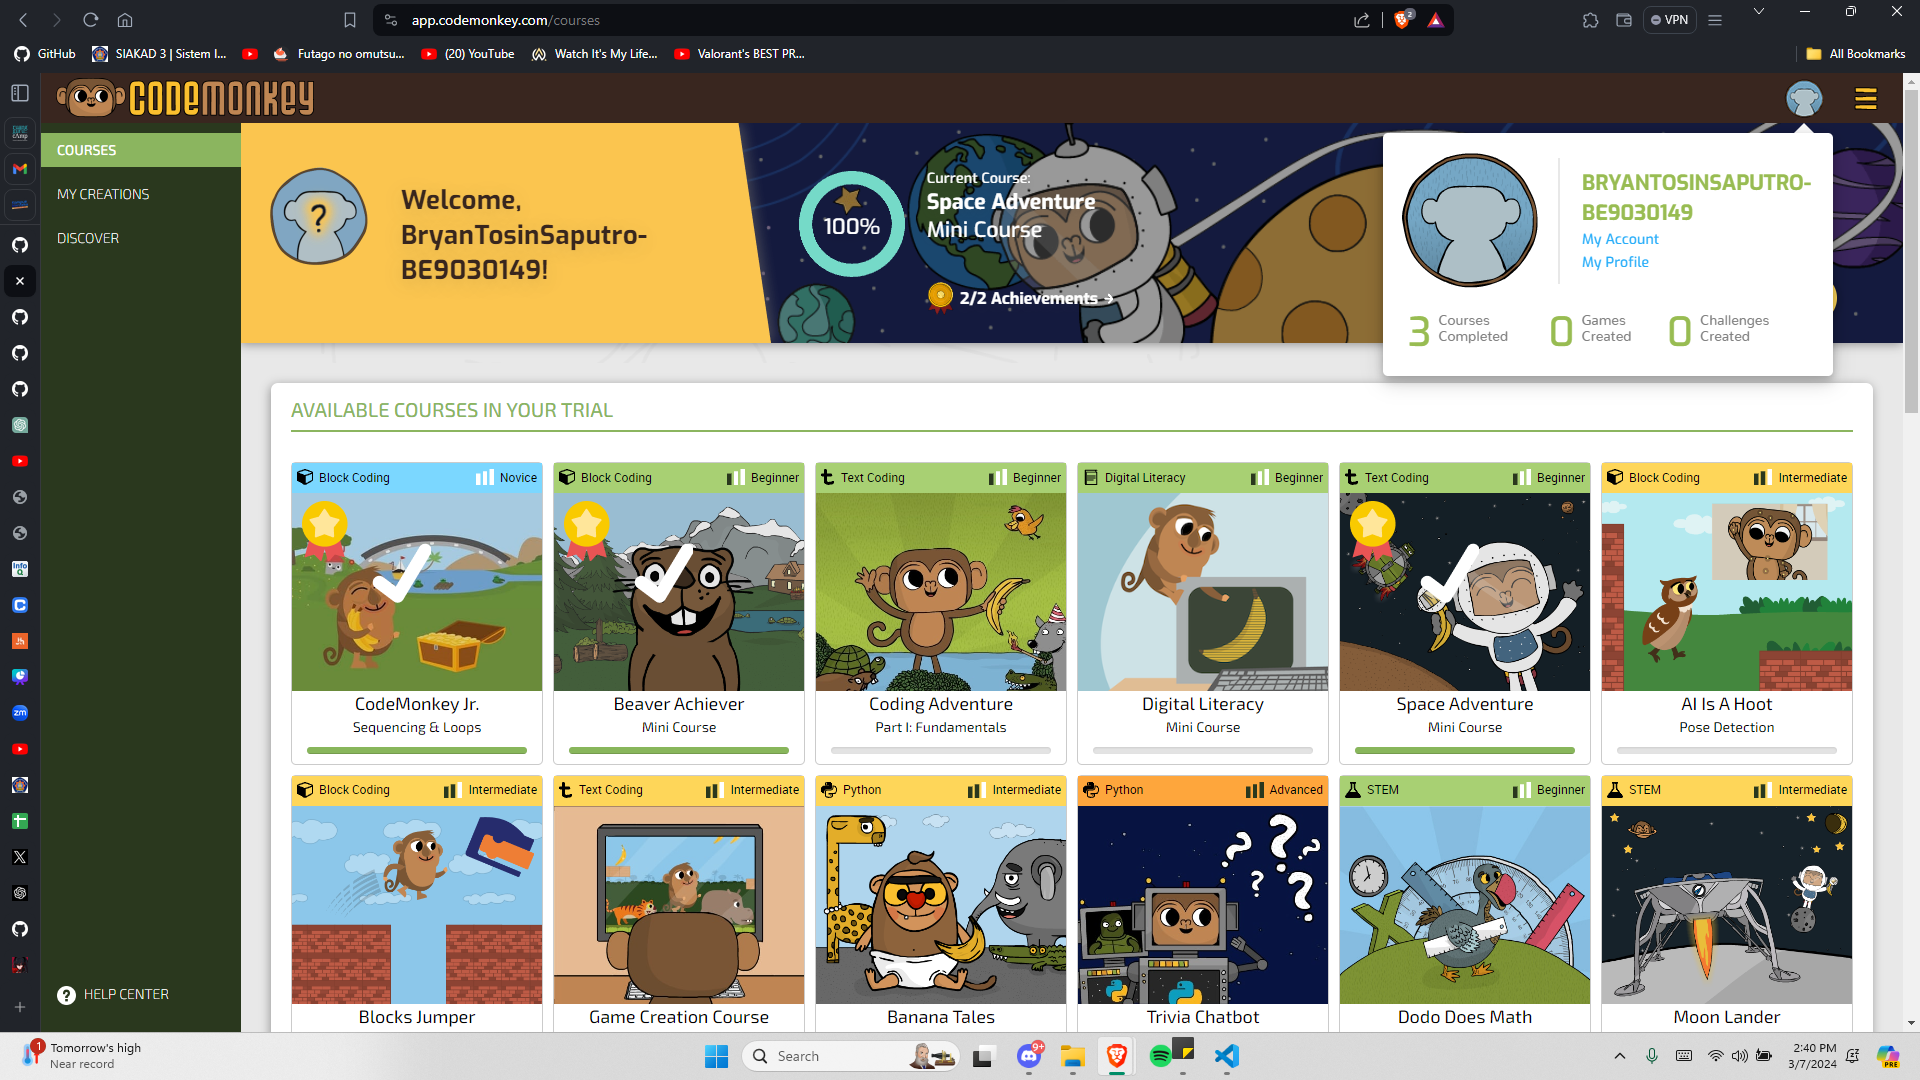 app.codemonkey.com/courses
2
VPN
GitHub
SIAKAD 3 | Sistem I...
Futago no omutsu...
(20) YouTube
Watch It's My Life...
Valorant's BEST PR...
All Bookmarks
CODEMONKEY
COURSES
MY CREATIONS
DISCOVER
HELP CENTER
?
Welcome,
BryanTosinSaputro-
BE9030149!
100%
Current Course:
Space Adventure
Mini Course
2/2 Achievements →
BRYANTOSINSAPUTRO-
BE9030149
My Account
My Profile
3 Courses
Completed
0 Games
Created
0 Challenges
Created
AVAILABLE COURSES IN YOUR TRIAL
Block Coding Novice
CodeMonkey Jr.
Sequencing & Loops
Block Coding Beginner
Beaver Achiever
Mini Course
Text Coding Beginner
Coding Adventure
Part I: Fundamentals
Digital Literacy Beginner
Digital Literacy
Mini Course
Text Coding Beginner
Space Adventure
Mini Course
Block Coding Intermediate
AI Is A Hoot
Pose Detection
Block Coding Intermediate
Blocks Jumper
Text Coding Intermediate
Game Creation Course
Python Intermediate
Banana Tales
Python Advanced
? ? ? ? ?
Trivia Chatbot
STEM Beginner
Dodo Does Math
STEM Intermediate
Moon Lander
1
Tomorrow's high
Near record
Search
9+
2:40 PM
3/7/2024
PRE